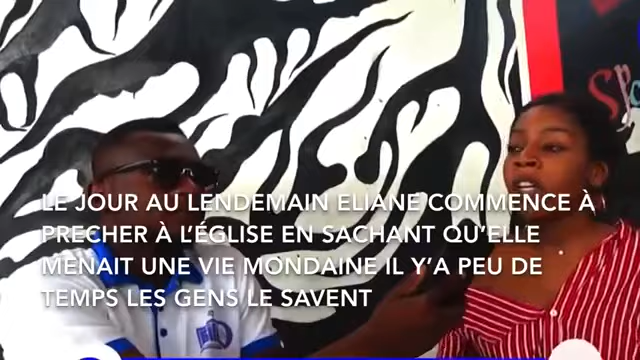 LE JOUR AU LENDEMAIN ELIANE COMMENCE À
PRECHER À L’ÉGLISE EN SACHANT QU’ELLE
MENAIT UNE VIE MONDAINE IL Y’A PEU DE
TEMPS LES GENS LE SAVENT